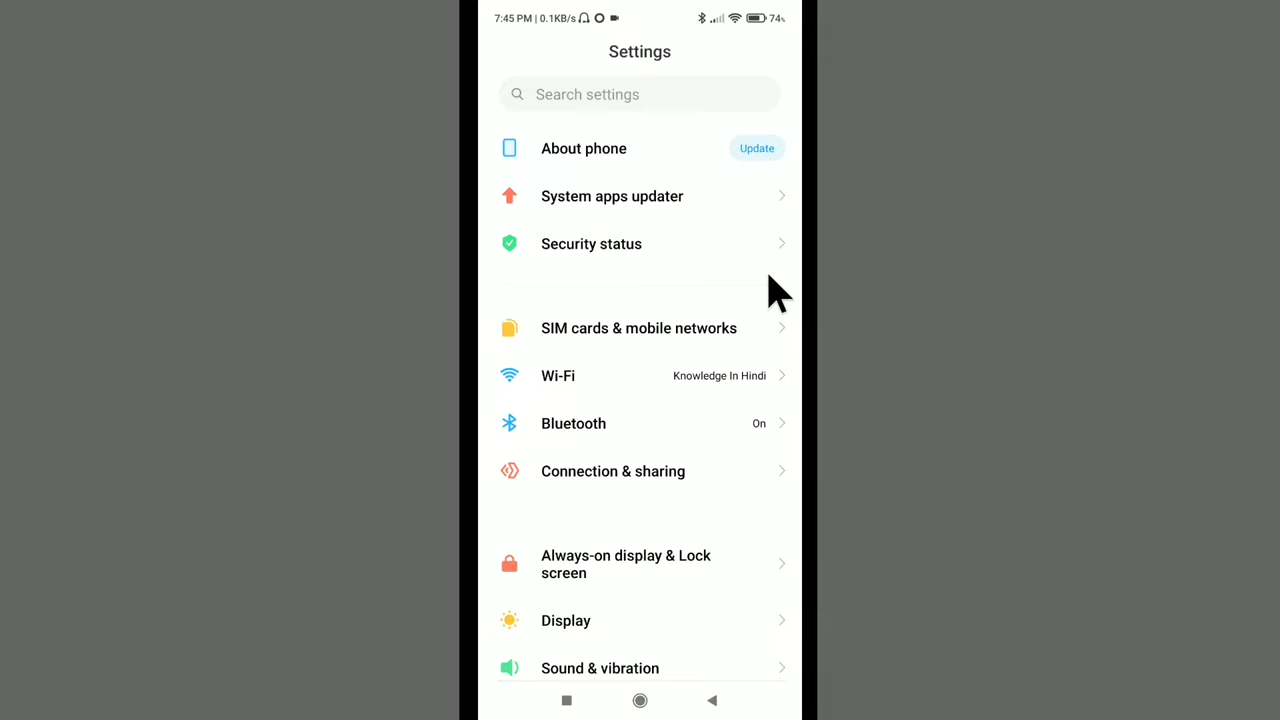 7:45 PM | 0.1KB/s
74%
Settings
Search settings
About phone
Update
System apps updater
Security status
SIM cards & mobile networks
Wi-Fi
Knowledge In Hindi
Bluetooth
On
Connection & sharing
Always-on display & Lock
screen
Display
Sound & vibration